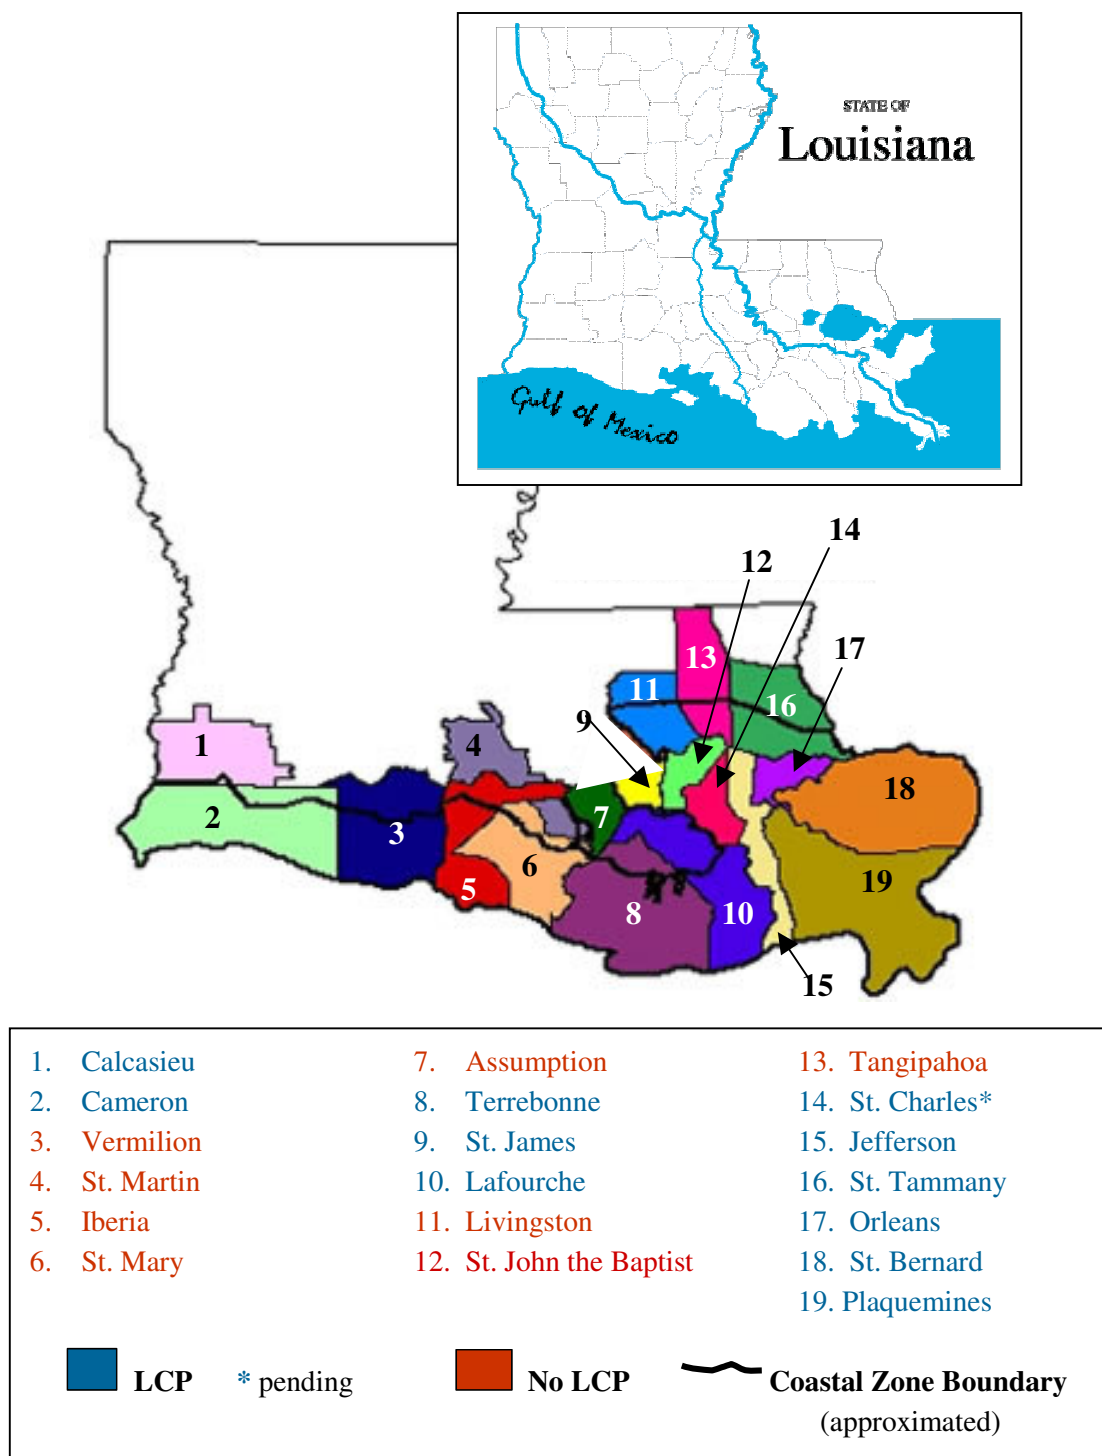 STATE OF
Louisiana
Gulf of Mexico
14
12
17
13
11
16
9
1
4
18
2
7
3
6
19
5
8
10
15
1. Calcasieu
2. Cameron
3. Vermilion
4. St. Martin
5. Iberia
6. St. Mary
7. Assumption
8. Terrebonne
9. St. James
10. Lafourche
11. Livingston
12. St. John the Baptist
13. Tangipahoa
14. St. Charles*
15. Jefferson
16. St. Tammany
17. Orleans
18. St. Bernard
19. Plaquemines
LCP * pending No LCP Coastal Zone Boundary
(approximated)